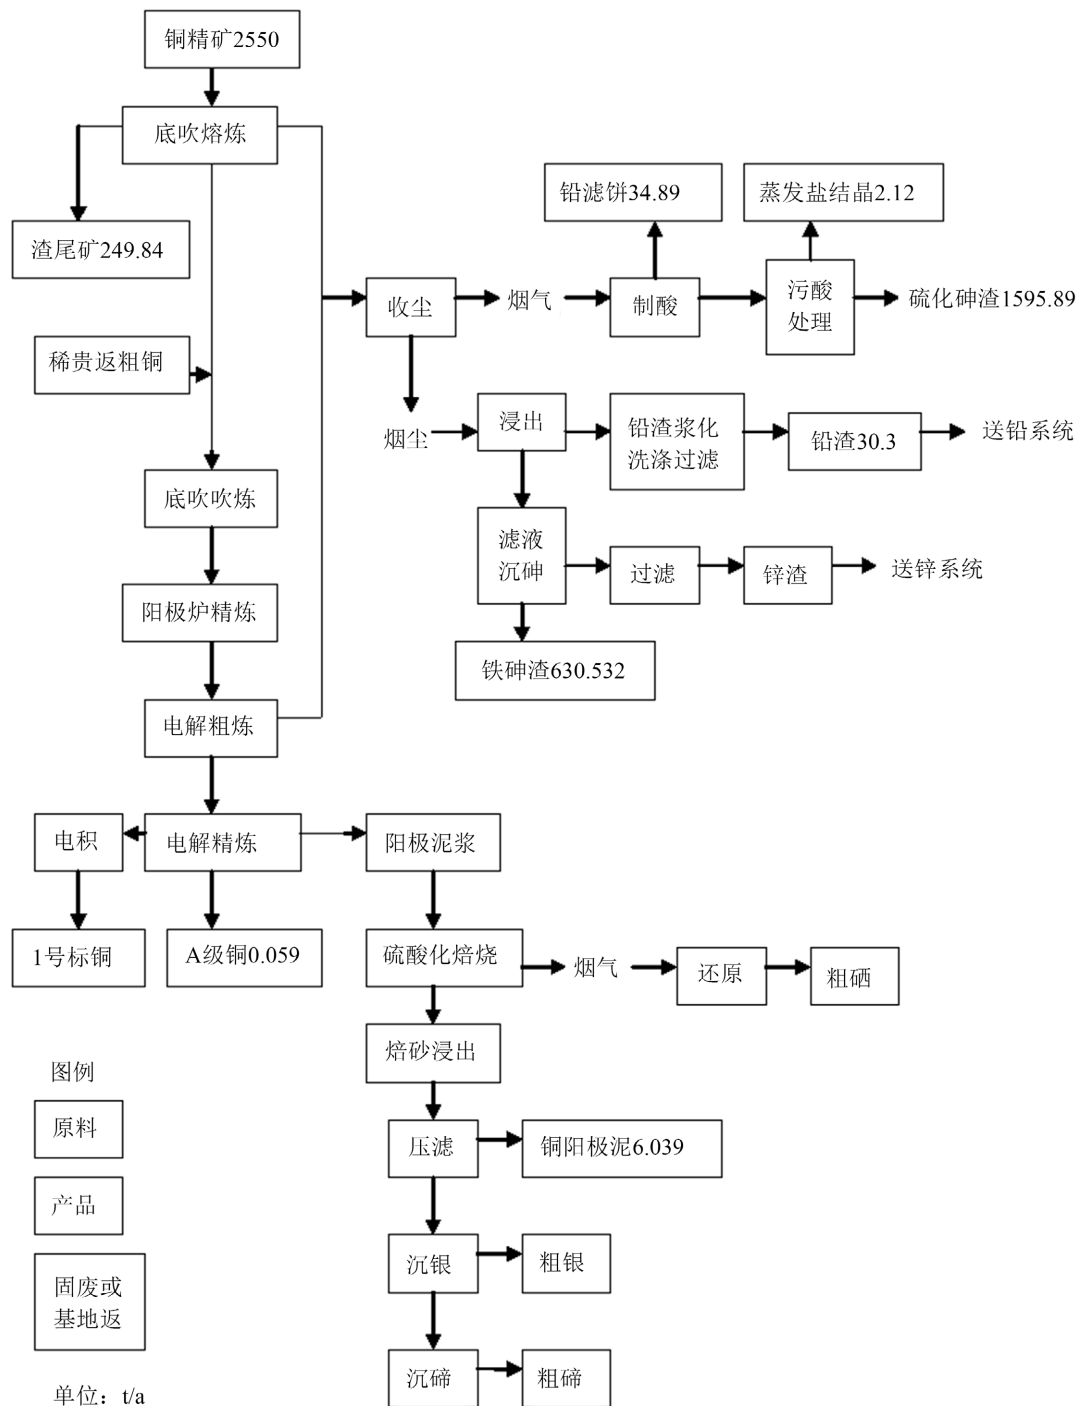 铜精矿2550
底吹熔炼
渣尾矿249.84
稀贵返粗铜
底吹吹炼
阳极炉精炼
电解粗炼
电积
电解精炼
阳极泥浆
1号标铜
A级铜0.059
铅滤饼34.89
蒸发盐结晶2.12
收尘
烟气
制酸
污酸
处理
硫化砷渣1595.89
烟尘
浸出
铅渣浆化
洗涤过滤
铅渣30.3
送铅系统
滤液
沉砷
过滤
锌渣
送锌系统
铁砷渣630.532
硫酸化焙烧
烟气
还原
粗硒
焙砂浸出
压滤
铜阳极泥6.039
沉银
粗银
沉碲
粗碲
图例
原料
产品
固废或
基地返
单位：t/a